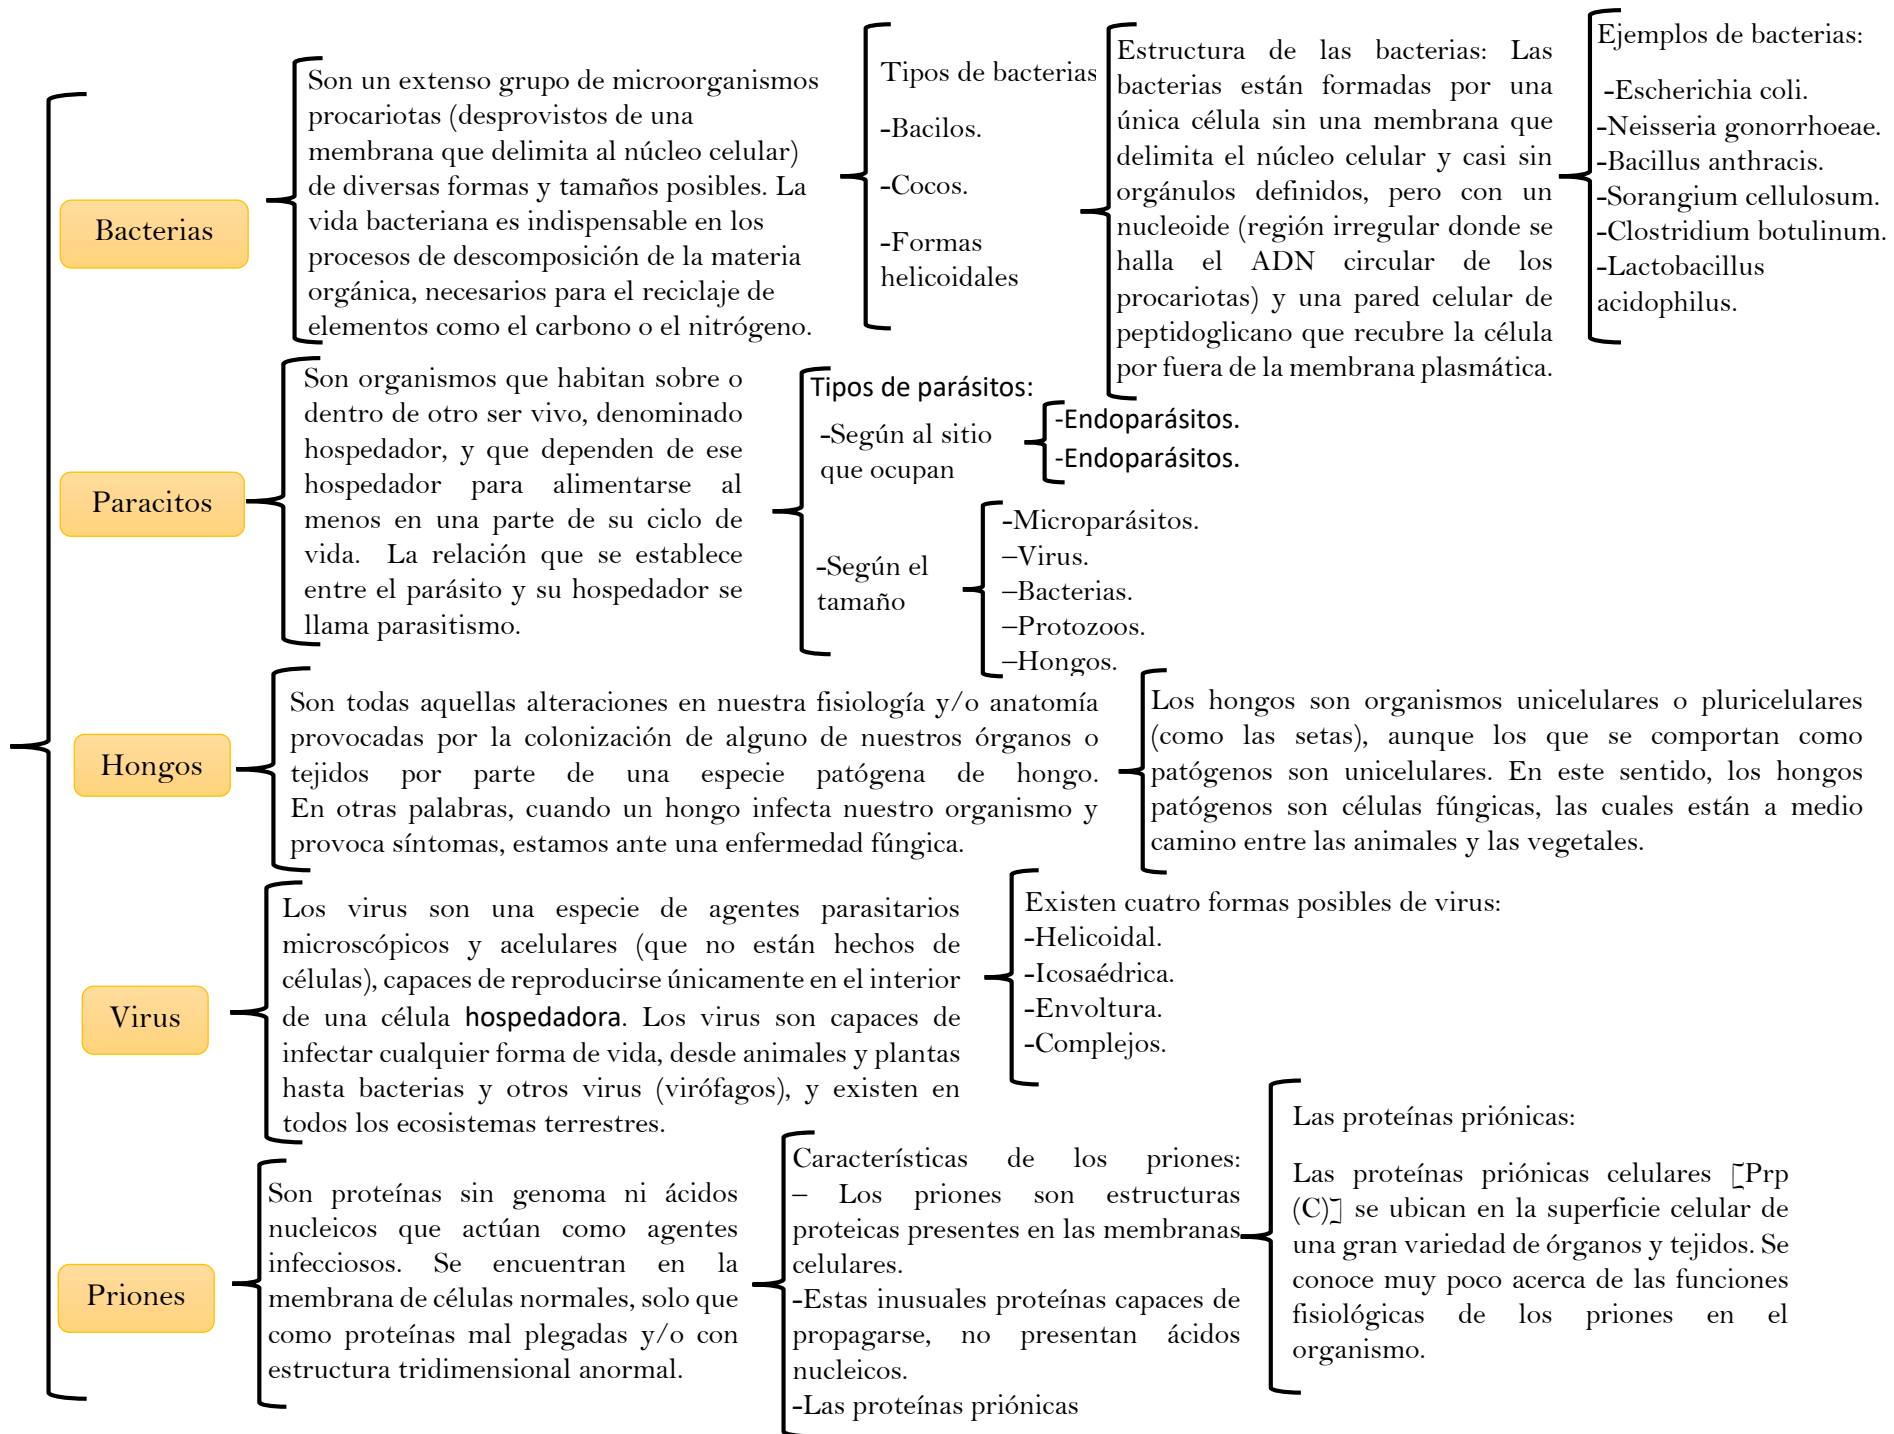 Bacterias
Son un extenso grupo de microorganismos
procariotas (desprovistos de una
membrana que delimita al núcleo celular)
de diversas formas y tamaños posibles. La
vida bacteriana es indispensable en los
procesos de descomposición de la materia
orgánica, necesarios para el reciclaje de
elementos como el carbono o el nitrógeno.
Tipos de bacterias
-Bacilos.
-Cocos.
-Formas
helicoidales
Estructura de las bacterias: Las
bacterias están formadas por una
única célula sin una membrana que
delimita el núcleo celular y casi sin
orgánulos definidos, pero con un
nucleoide (región irregular donde se
halla el ADN circular de los
procariotas) y una pared celular de
peptidoglicano que recubre la célula
por fuera de la membrana plasmática.
Ejemplos de bacterias:
-Escherichia coli.
-Neisseria gonorrhoeae.
-Bacillus anthracis.
-Sorangium cellulosum.
-Clostridium botulinum.
-Lactobacillus
acidophilus.
Paracitos
Son organismos que habitan sobre o
dentro de otro ser vivo, denominado
hospedador, y que dependen de ese
hospedador para alimentarse al
menos en una parte de su ciclo de
vida. La relación que se establece
entre el parásito y su hospedador se
llama parasitismo.
Tipos de parásitos:
-Según al sitio
que ocupan
-Endoparásitos.
-Endoparásitos.
-Según el
tamaño
-Microparásitos.
–Virus.
–Bacterias.
–Protozoos.
–Hongos.
Hongos
Son todas aquellas alteraciones en nuestra fisiología y/o anatomía
provocadas por la colonización de alguno de nuestros órganos o
tejidos por parte de una especie patógena de hongo.
En otras palabras, cuando un hongo infecta nuestro organismo y
provoca síntomas, estamos ante una enfermedad fúngica.
Los hongos son organismos unicelulares o pluricelulares
(como las setas), aunque los que se comportan como
patógenos son unicelulares. En este sentido, los hongos
patógenos son células fúngicas, las cuales están a medio
camino entre las animales y las vegetales.
Virus
Los virus son una especie de agentes parasitarios
microscópicos y acelulares (que no están hechos de
células), capaces de reproducirse únicamente en el interior
de una célula hospedadora. Los virus son capaces de
infectar cualquier forma de vida, desde animales y plantas
hasta bacterias y otros virus (virófagos), y existen en
todos los ecosistemas terrestres.
Existen cuatro formas posibles de virus:
-Helicoidal.
-Icosaédrica.
-Envoltura.
-Complejos.
Priones
Son proteínas sin genoma ni ácidos
nucleicos que actúan como agentes
infecciosos. Se encuentran en la
membrana de células normales, solo que
como proteínas mal plegadas y/o con
estructura tridimensional anormal.
Características de los priones:
– Los priones son estructuras
proteicas presentes en las membranas
celulares.
-Estas inusuales proteínas capaces de
propagarse, no presentan ácidos
nucleicos.
-Las proteínas priónicas
Las proteínas priónicas:
Las proteínas priónicas celulares [Prp
(C)] se ubican en la superficie celular de
una gran variedad de órganos y tejidos. Se
conoce muy poco acerca de las funciones
fisiológicas de los priones en el
organismo.